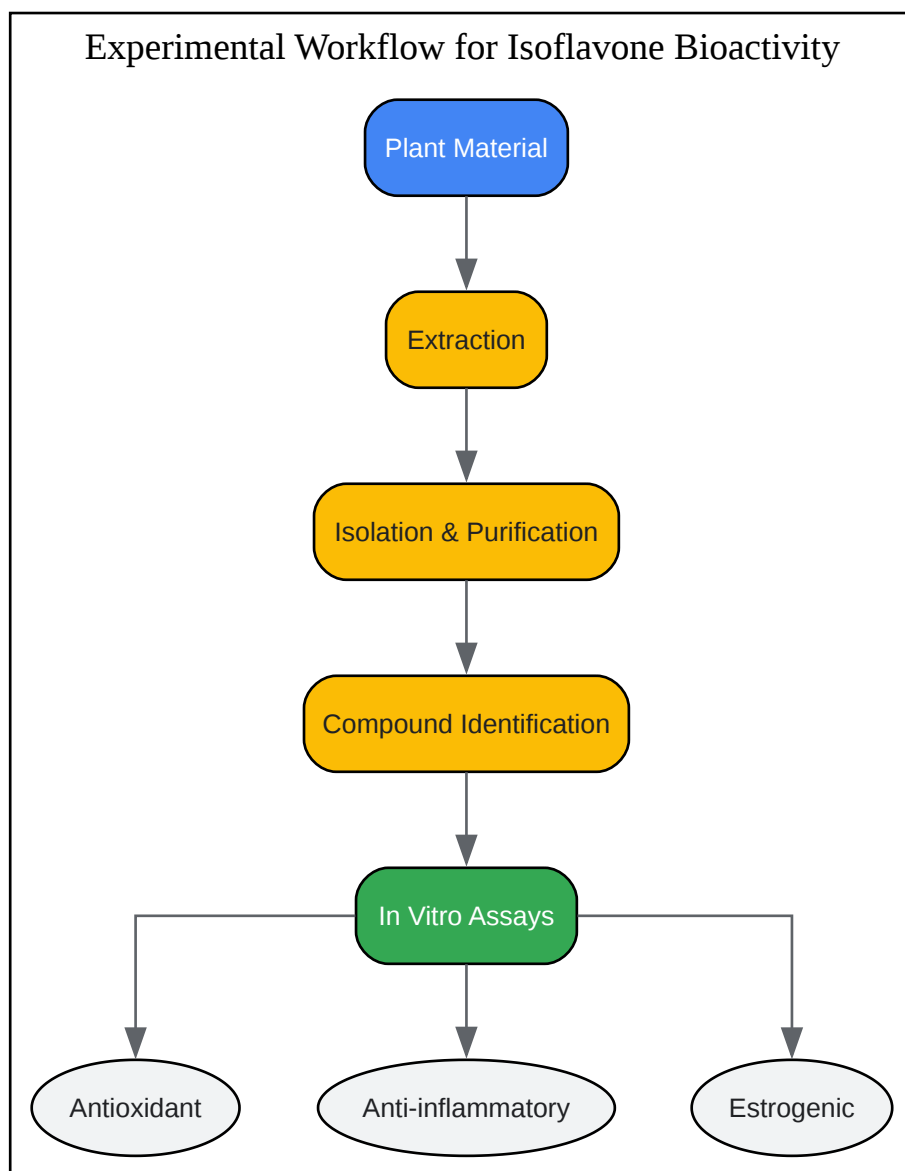 Experimental Workflow for Isoflavone Bioactivity
Plant Material
Extraction
Isolation & Purification
Compound Identification
In Vitro Assays
Antioxidant
Anti-inflammatory
Estrogenic